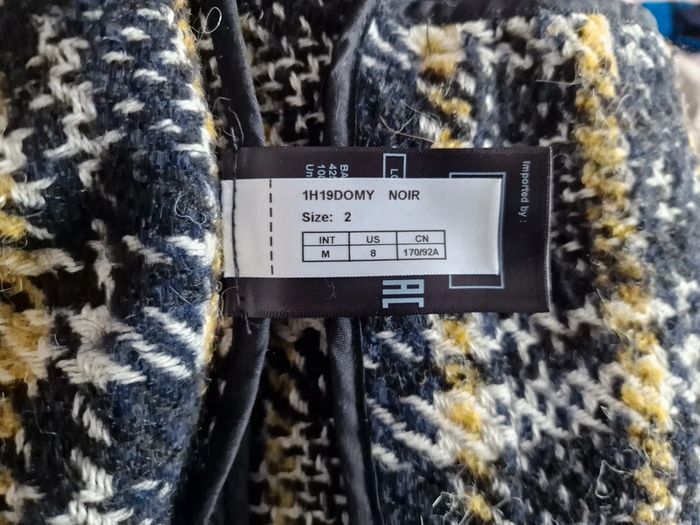 1H19DOMY NOIR
Size: 2
INT US CN
M 8 170/92A
Imported by :